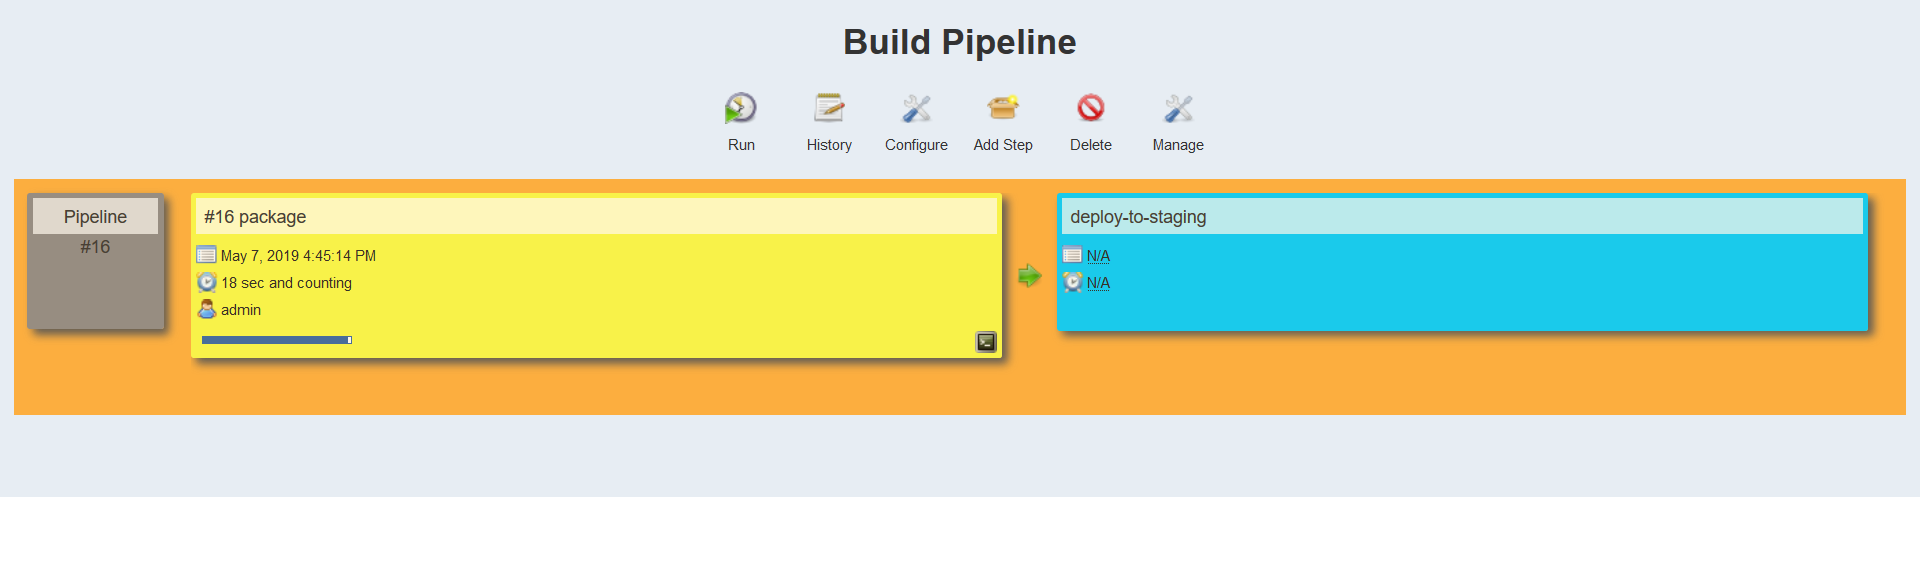 Build Pipeline
Run
History
Configure
Add Step
Delete
Manage
Pipeline
#16
#16 package
May 7, 2019 4:45:14 PM
18 sec and counting
admin
deploy-to-staging
N/A
N/A